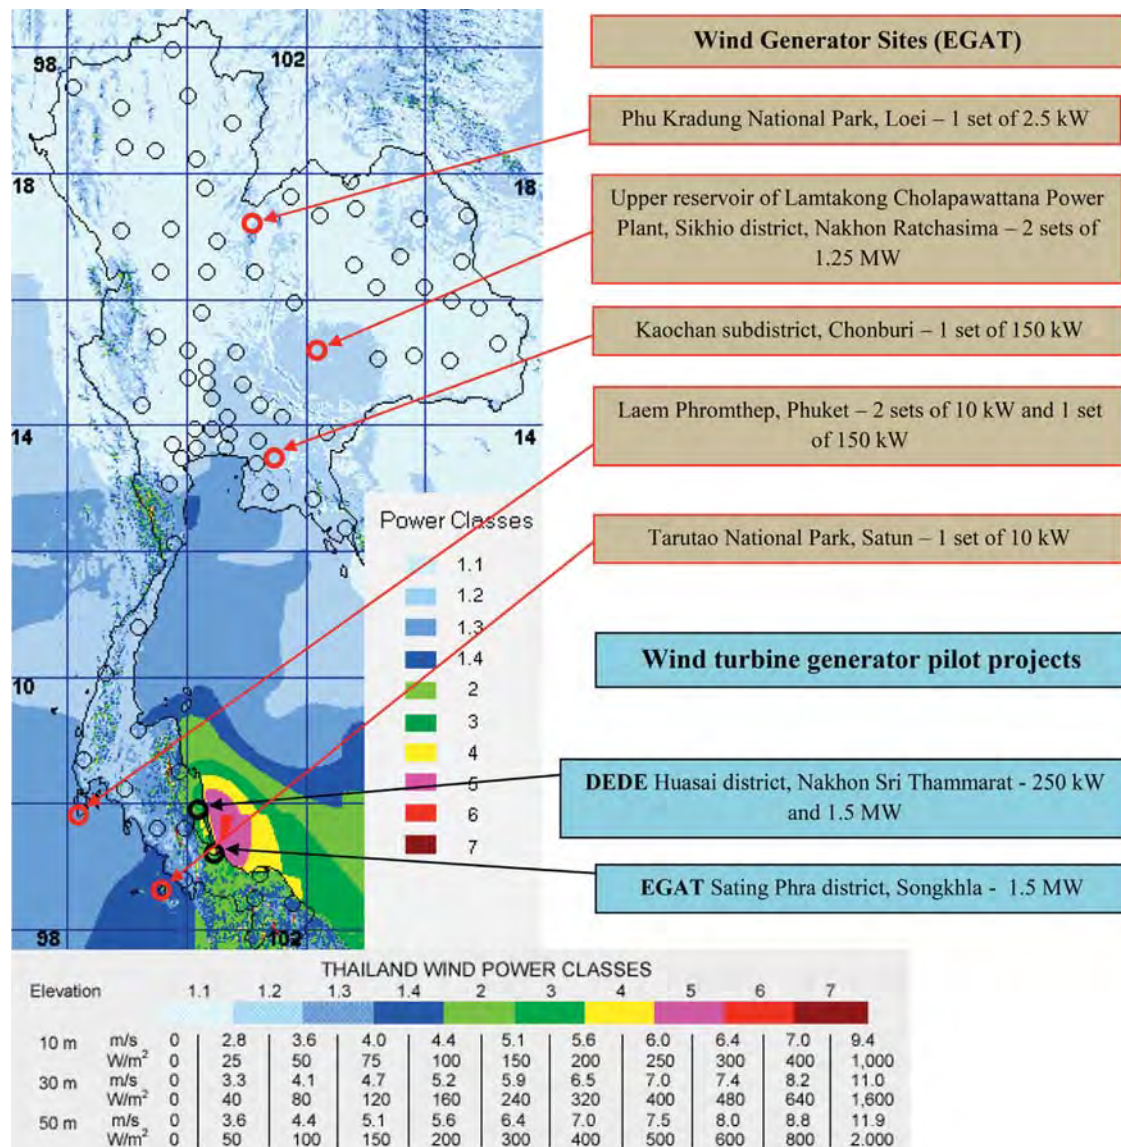 98
102
18
18
14
14
10
98
102
Power Classes
1.1
1.2
1.3
1.4
2
3
4
5
6
7
Wind Generator Sites (EGAT)
Phu Kradung National Park, Loei – 1 set of 2.5 kW
Upper reservoir of Lamtakong Cholapawattana Power
Plant, Sikhio district, Nakhon Ratchasima – 2 sets of
1.25 MW
Kaochan subdistrict, Chonburi – 1 set of 150 kW
Laem Phromthep, Phuket – 2 sets of 10 kW and 1 set
of 150 kW
Tarutao National Park, Satun – 1 set of 10 kW
Wind turbine generator pilot projects
DEDE Huasai district, Nakhon Sri Thammarat - 250 kW
and 1.5 MW
EGAT Sating Phra district, Songkhla - 1.5 MW
THAILAND WIND POWER CLASSES
Elevation 1.1 1.2 1.3 1.4 2 3 4 5 6 7
10 m m/s 0 2.8 3.6 4.0 4.4 5.1 5.6 6.0 6.4 7.0 9.4
W/m² 0 25 50 75 100 150 200 250 300 400 1,000
30 m m/s 0 3.3 4.1 4.7 5.2 5.9 6.5 7.0 7.4 8.2 11.0
W/m² 0 40 80 120 160 240 320 400 480 640 1,600
50 m m/s 0 3.6 4.4 5.1 5.6 6.4 7.0 7.5 8.0 8.8 11.9
W/m² 0 50 100 150 200 300 400 500 600 800 2,000